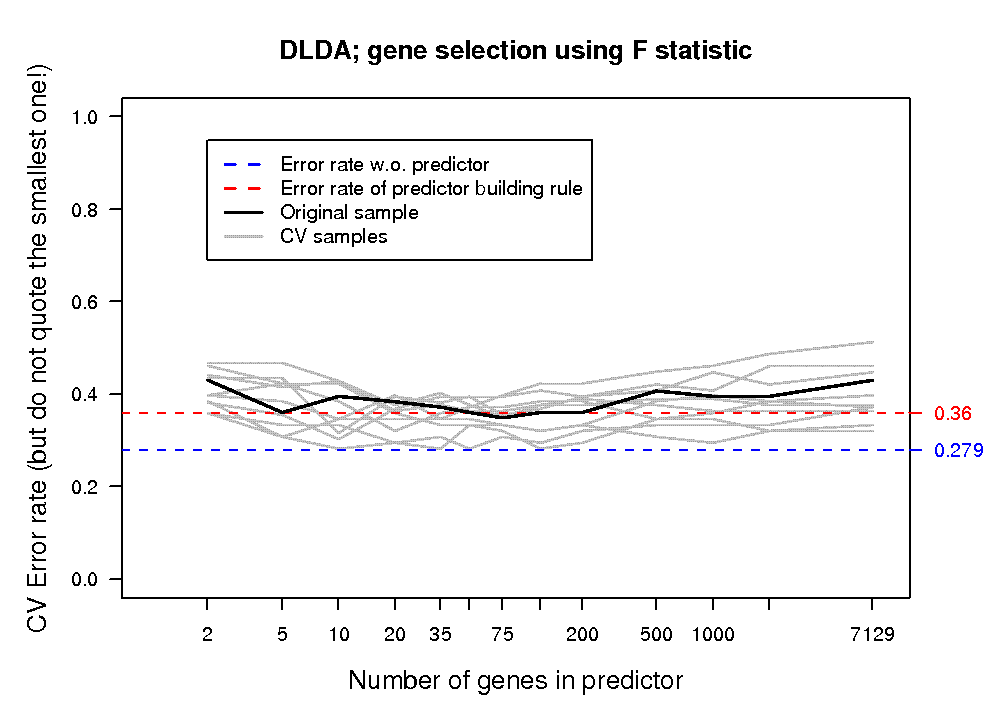 DLDA; gene selection using F statistic
CV Error rate (but do not quote the smallest one!)
1.0
0.8
0.6
0.4
0.2
0.0
Error rate w.o. predictor
Error rate of predictor building rule
Original sample
CV samples
0.36
0.279
2 5 10 20 35 75 200 500 1000 7129
Number of genes in predictor